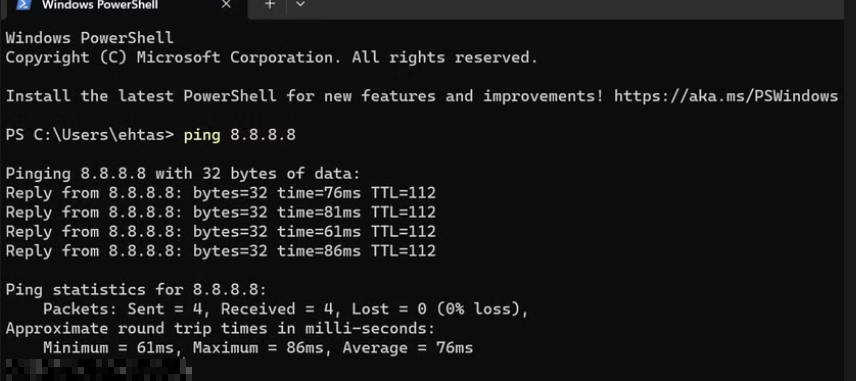 Windows PowerShell
Windows PowerShell
Copyright (C) Microsoft Corporation. All rights reserved.
Install the latest PowerShell for new features and improvements! https://aka.ms/PSWindows
PS C:\Users\ehtas> ping 8.8.8.8
Pinging 8.8.8.8 with 32 bytes of data:
Reply from 8.8.8.8: bytes=32 time=76ms TTL=112
Reply from 8.8.8.8: bytes=32 time=81ms TTL=112
Reply from 8.8.8.8: bytes=32 time=61ms TTL=112
Reply from 8.8.8.8: bytes=32 time=86ms TTL=112
Ping statistics for 8.8.8.8:
Packets: Sent = 4, Received = 4, Lost = 0 (0% loss),
Approximate round trip times in milli-seconds:
Minimum = 61ms, Maximum = 86ms, Average = 76ms